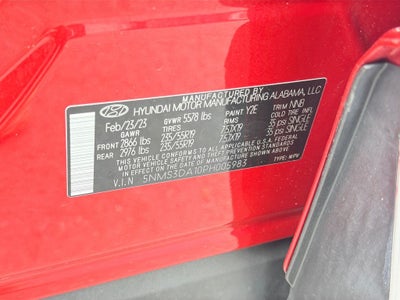 MANUFACTURED BY
HYUNDAI MOTOR MANUFACTURING ALABAMA, LLC
Feb/23/23 GVWR 5578 lbs PAINT Y2E TRIM NNB
GAWR TIRES RIMS COLD TIRE INFL.
FRONT 2866 lbs 235/55R19 7.5JX19 35 psi SINGLE
REAR 2976 lbs 235/55R19 7.5JX19 35 psi SINGLE
THIS VEHICLE CONFORMS TO ALL APPLICABLE U.S.A FEDERAL
MOTOR VEHICLE SAFETY STANDARDS IN EFFECT ON THE DATE OF
MANUFACTURE SHOWN ABOVE.
V.I.N 5NMS3DA10PH005983 TYPE: MPV